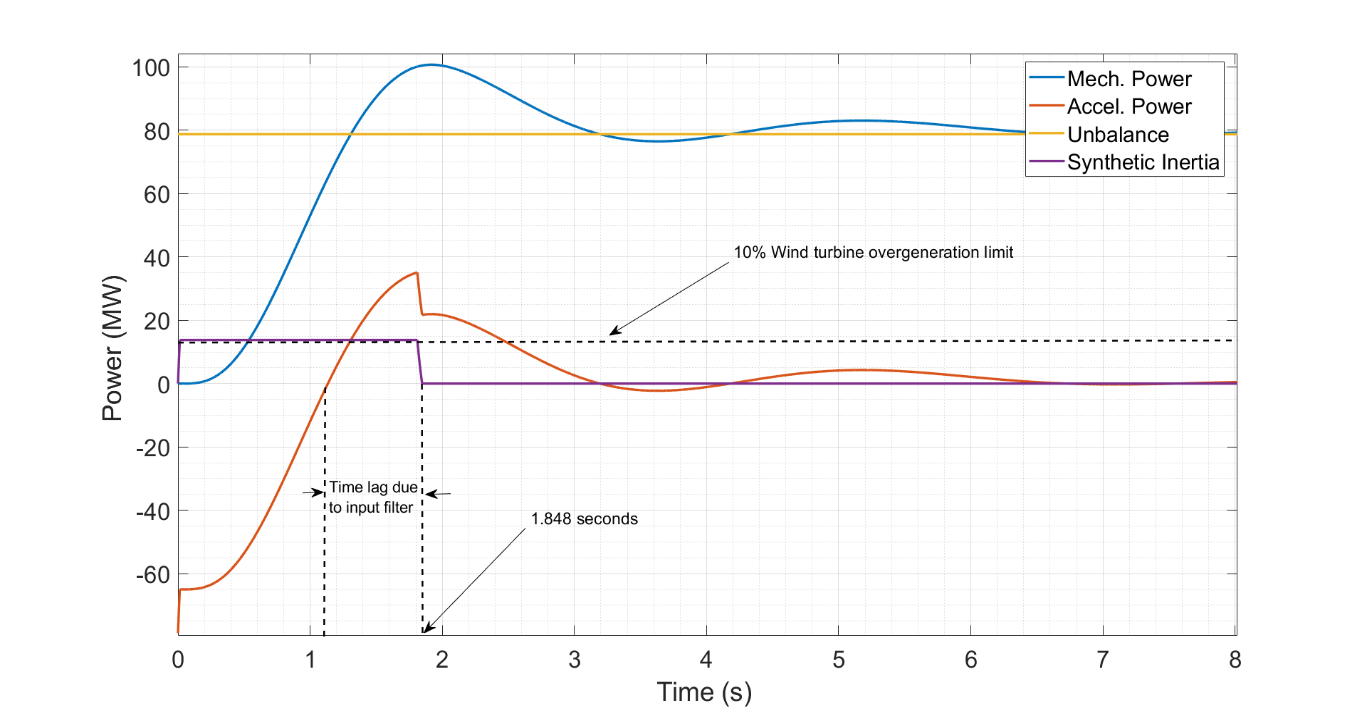 100
80
60
40
20
0
-20
-40
-60
Power (MW)
Mech. Power
Accel. Power
Unbalance
Synthetic Inertia
10% Wind turbine overgeneration limit
Time lag due
to input filter
1.848 seconds
0 1 2 3 4 5 6 7 8
Time (s)